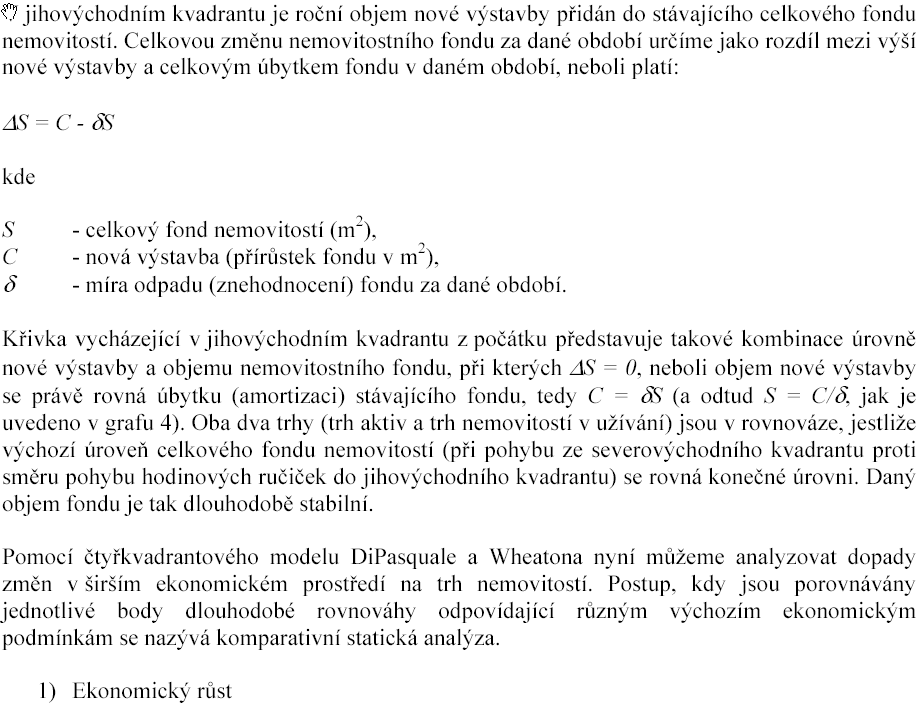 jihovýchodním kvadrantu je roční objem nové výstavby přidán do stávajícího celkového fondu
nemovitostí. Celkovou změnu nemovitostního fondu za dané období určíme jako rozdíl mezi výší
nové výstavby a celkovým úbytkem fondu v daném období, neboli platí:
ΔS = C - δS
kde
S - celkový fond nemovitostí (m²),
C - nová výstavba (přírůstek fondu v m²),
δ - míra odpadu (znehodnocení) fondu za dané období.
Křivka vycházející v jihovýchodním kvadrantu z počátku představuje takové kombinace úrovně
nové výstavby a objemu nemovitostního fondu, při kterých ΔS = 0, neboli objem nové výstavby
se právě rovná úbytku (amortizaci) stávajícího fondu, tedy C = δS (a odtud S = C/δ, jak je
uvedeno v grafu 4). Oba dva trhy (trh aktiv a trh nemovitostí v užívání) jsou v rovnováze, jestliže
výchozí úroveň celkového fondu nemovitostí (při pohybu ze severovýchodního kvadrantu proti
směru pohybu hodinových ručiček do jihovýchodního kvadrantu) se rovná konečné úrovni. Daný
objem fondu je tak dlouhodobě stabilní.
Pomocí čtyřkvadrantového modelu DiPasquale a Wheatona nyní můžeme analyzovat dopady
změn v širším ekonomickém prostředí na trh nemovitostí. Postup, kdy jsou porovnávány
jednotlivé body dlouhodobé rovnováhy odpovídající různým výchozím ekonomickým
podmínkám se nazývá komparativní statická analýza.
1) Ekonomický růst